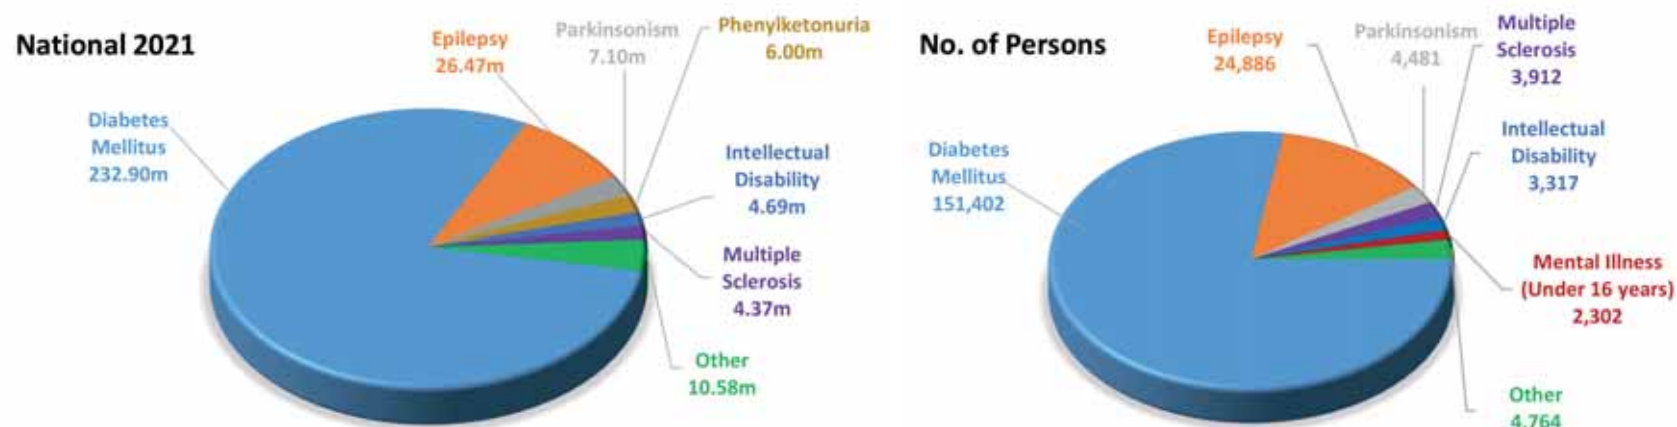 National 2021
Epilepsy
26.47m
Parkinsonism
7.10m
Phenylketonuria
6.00m
Diabetes
Mellitus
232.90m
Intellectual
Disability
4.69m
Multiple
Sclerosis
4.37m
Other
10.58m
No. of Persons
Epilepsy
24,886
Parkinsonism
4,481
Multiple
Sclerosis
3,912
Diabetes
Mellitus
151,402
Intellectual
Disability
3,317
Mental Illness
(Under 16 years)
2,302
Other
4,764